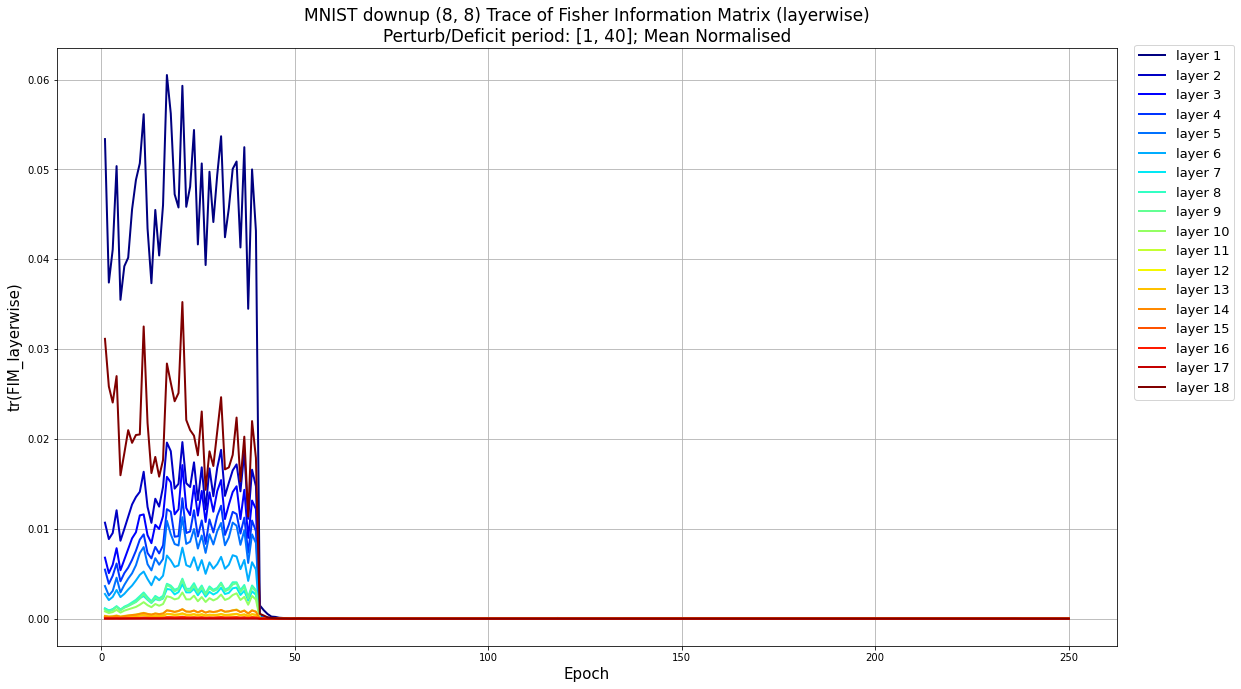 MNIST downup (8, 8) Trace of Fisher Information Matrix (layerwise)
Perturb/Deficit period: [1, 40]; Mean Normalised
tr(FIM_layerwise)
0.06
0.05
0.04
0.03
0.02
0.01
0.00
0
50
100
150
200
250
Epoch
layer 1
layer 2
layer 3
layer 4
layer 5
layer 6
layer 7
layer 8
layer 9
layer 10
layer 11
layer 12
layer 13
layer 14
layer 15
layer 16
layer 17
layer 18